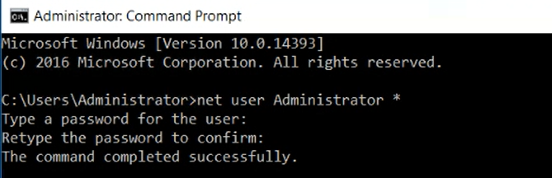 Administrator: Command Prompt
Microsoft Windows [Version 10.0.14393]
(c) 2016 Microsoft Corporation. All rights reserved.
C:\Users\Administrator>net user Administrator *
Type a password for the user:
Retype the password to confirm:
The command completed successfully.